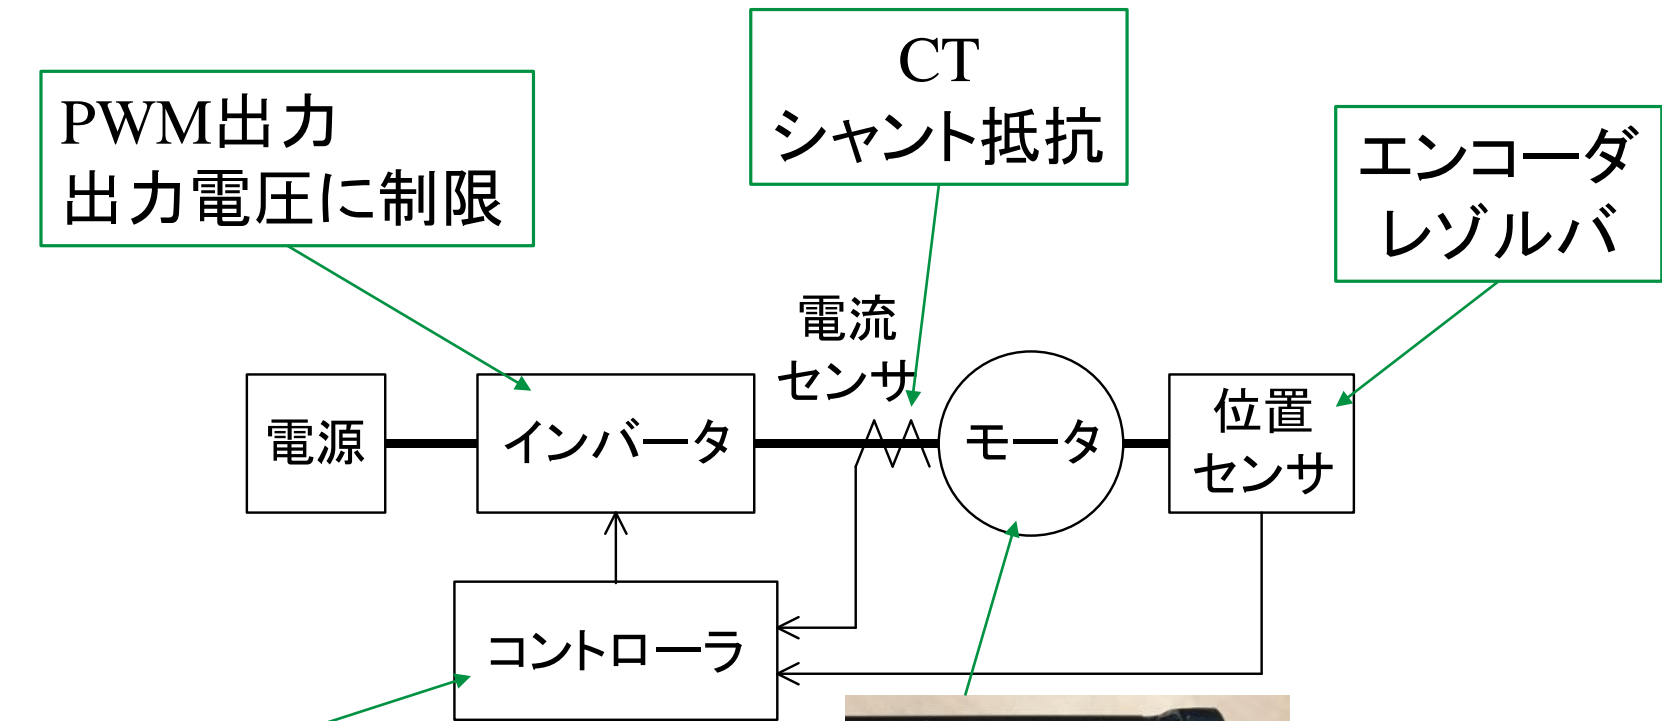 CT
シャント抵抗
PWM出力
出力電圧に制限
エンコーダ
レゾルバ
電流
センサ
電源
インバータ
モータ
位置
センサ
コントローラ